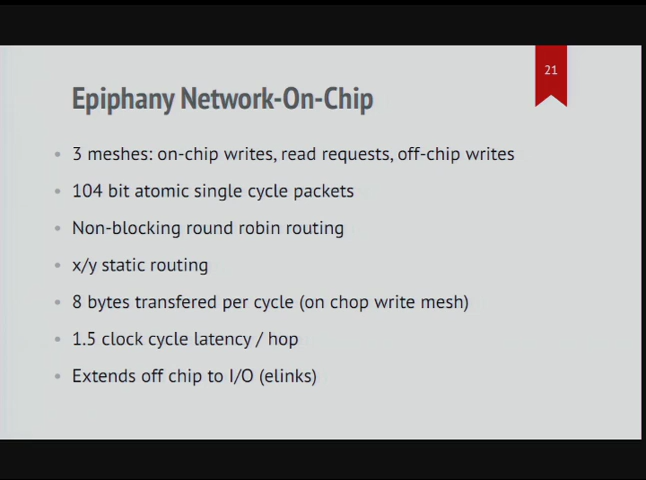 21
Epiphany Network-On-Chip
3 meshes: on-chip writes, read requests, off-chip writes
104 bit atomic single cycle packets
Non-blocking round robin routing
x/y static routing
8 bytes transfered per cycle (on chop write mesh)
1.5 clock cycle latency / hop
Extends off chip to I/O (elinks)